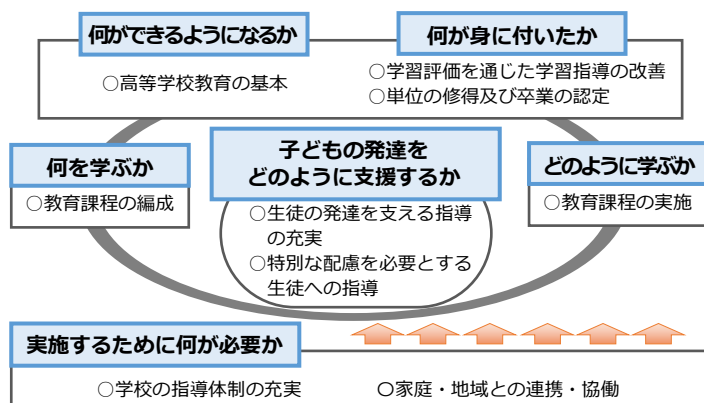 何ができるようになるか
○高等学校教育の基本
何が身に付いたか
○学習評価を通じた学習指導の改善
○単位の修得及び卒業の認定
何を学ぶか
○教育課程の編成
子どもの発達を
どのように支援するか
○生徒の発達を支える指導
の充実
○特別な配慮を必要とする
生徒への指導
どのように学ぶか
○教育課程の実施
実施するために何が必要か
○学校の指導体制の充実
○家庭・地域との連携・協働